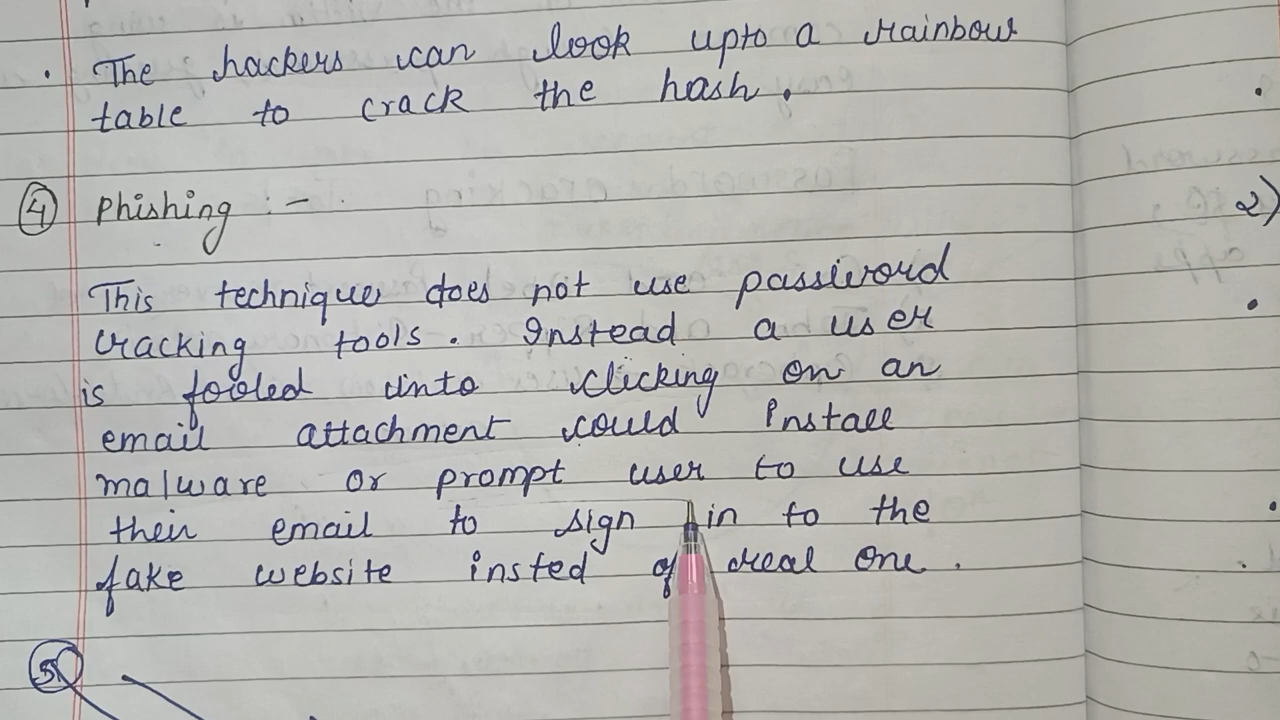 • The hackers can look upto a rainbow
table to crack the hash.
④ Phishing :-
This technique does not use password
cracking tools. Instead a user
is fooled into clicking on an
email attachment could install
malware or prompt user to use
their email to sign in to the
fake website insted of real one.
⑤
2)